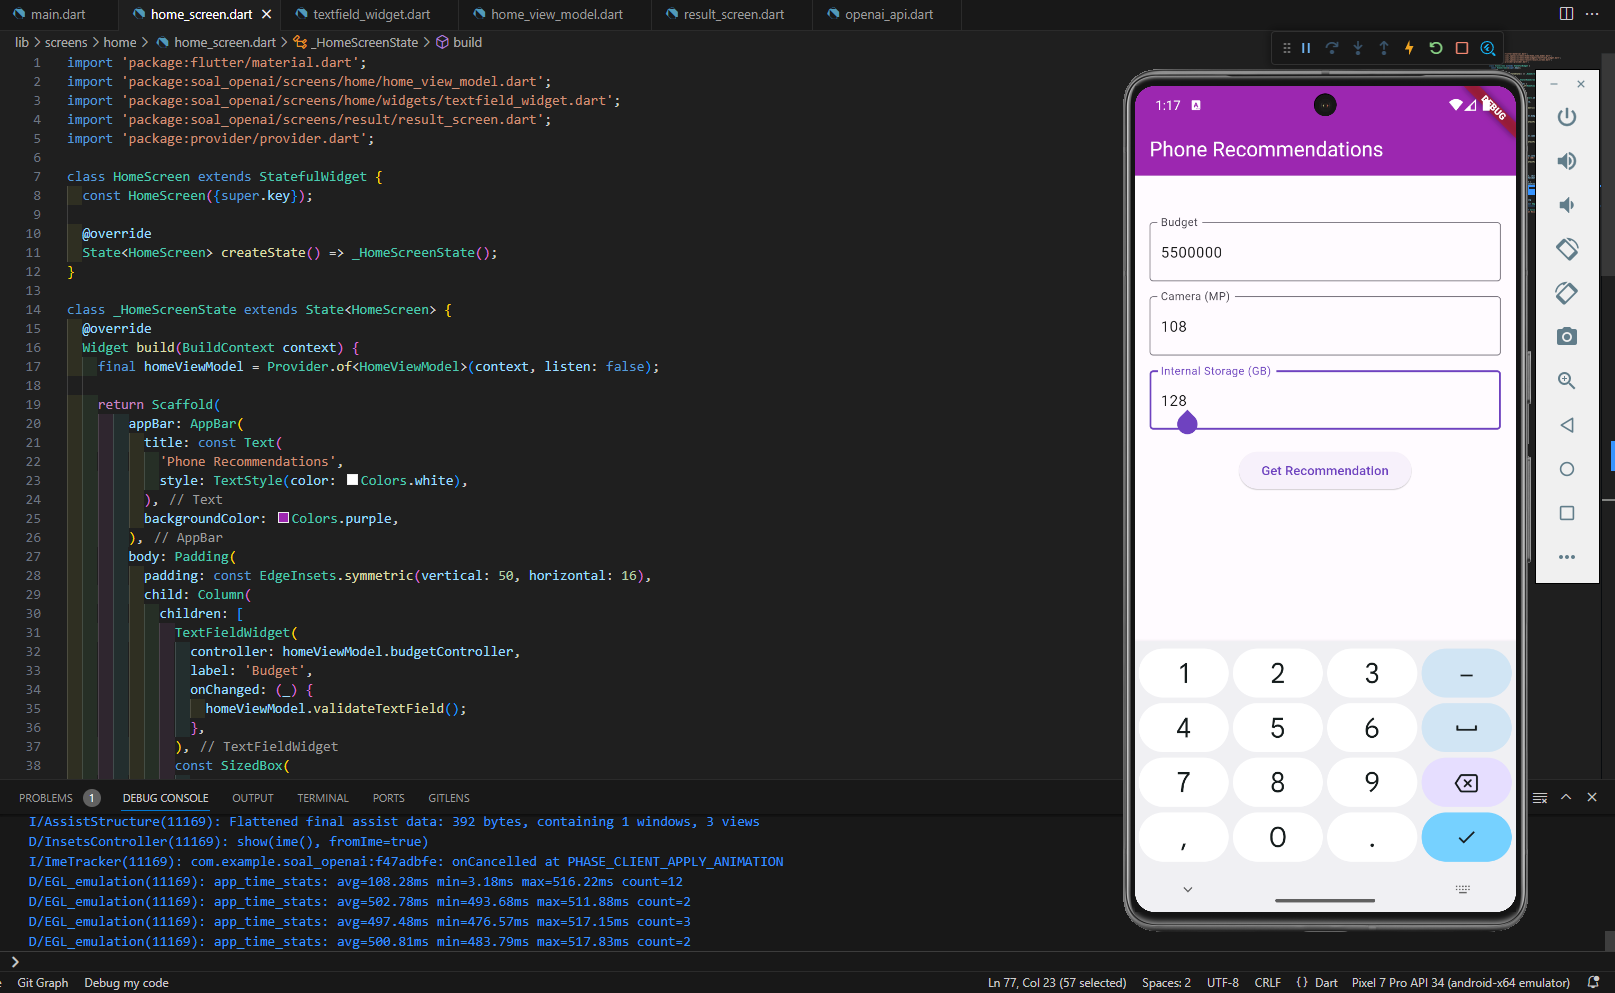 main.dart
home_screen.dart
textfield_widget.dart
home_view_model.dart
result_screen.dart
openai_api.dart
lib > screens > home > home_screen.dart > _HomeScreenState > build
1 import 'package:flutter/material.dart';
2 import 'package:soal_openai/screens/home/home_view_model.dart';
3 import 'package:soal_openai/screens/home/widgets/textfield_widget.dart';
4 import 'package:soal_openai/screens/result/result_screen.dart';
5 import 'package:provider/provider.dart';
6
7 class HomeScreen extends StatefulWidget {
8 const HomeScreen({super.key});
9
10 @override
11 State<HomeScreen> createState() => _HomeScreenState();
12 }
13
14 class _HomeScreenState extends State<HomeScreen> {
15 @override
16 Widget build(BuildContext context) {
17 final homeViewModel = Provider.of<HomeViewModel>(context, listen: false);
18
19 return Scaffold(
20 appBar: AppBar(
21 title: const Text(
22 'Phone Recommendations',
23 style: TextStyle(color: Colors.white),
24 ), // Text
25 backgroundColor: Colors.purple,
26 ), // AppBar
27 body: Padding(
28 padding: const EdgeInsets.symmetric(vertical: 50, horizontal: 16),
29 child: Column(
30 children: [
31 TextFieldWidget(
32 controller: homeViewModel.budgetController,
33 label: 'Budget',
34 onChanged: (_) {
35 homeViewModel.validateTextField();
36 },
37 ), // TextFieldWidget
38 const SizedBox(
1:17 A
DEBUG
Phone Recommendations
Budget
5500000
Camera (MP)
108
Internal Storage (GB)
128
Get Recommendation
1 2 3 –
4 5 6
7 8 9
, 0 .
PROBLEMS 1 DEBUG CONSOLE OUTPUT TERMINAL PORTS GITLENS
I/AssistStructure(11169): Flattened final assist data: 392 bytes, containing 1 windows, 3 views
D/InsetsController(11169): show(ime(), fromIme=true)
I/ImeTracker(11169): com.example.soal_openai:f47adbfe: onCancelled at PHASE_CLIENT_APPLY_ANIMATION
D/EGL_emulation(11169): app_time_stats: avg=108.28ms min=3.18ms max=516.22ms count=12
D/EGL_emulation(11169): app_time_stats: avg=502.78ms min=493.68ms max=511.88ms count=2
D/EGL_emulation(11169): app_time_stats: avg=497.48ms min=476.57ms max=517.15ms count=3
D/EGL_emulation(11169): app_time_stats: avg=500.81ms min=483.79ms max=517.83ms count=2
Git Graph Debug my code Ln 77, Col 23 (57 selected) Spaces: 2 UTF-8 CRLF {} Dart Pixel 7 Pro API 34 (android-x64 emulator)